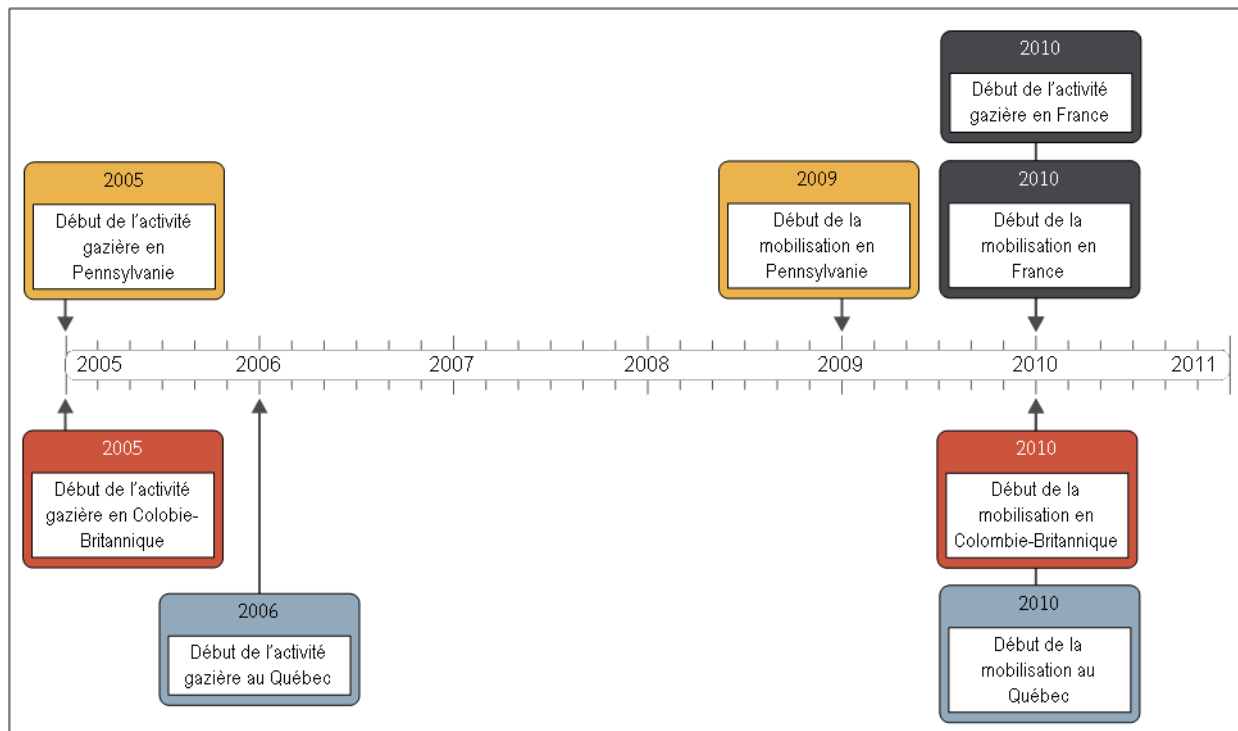 2010
Début de l'activité
gazière en France
2005
Début de l'activité
gazière en
Pennsylvanie
2009
Début de la
mobilisation en
Pennsylvanie
2010
Début de la
mobilisation en
France
2005 2006 2007 2008 2009 2010 2011
2005
Début de l'activité
gazière en Colobie-
Britannique
2010
Début de la
mobilisation en
Colombie-Britannique
2006
Début de l'activité
gazière au Québec
2010
Début de la
mobilisation au
Québec